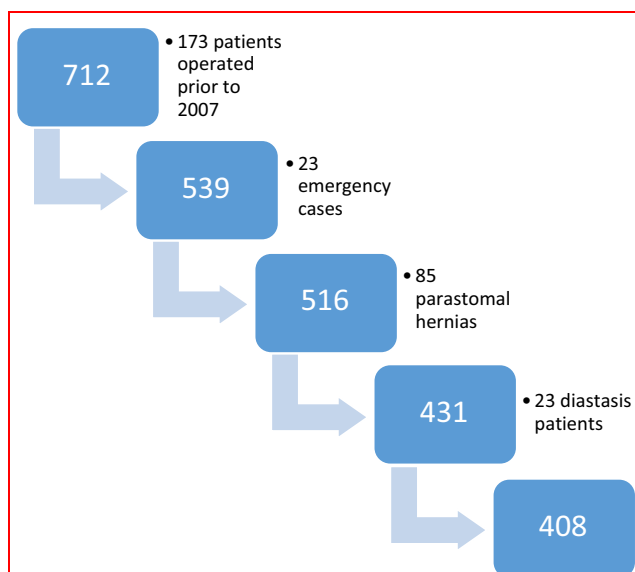 712
• 173 patients
operated
prior to
2007
539
• 23
emergency
cases
516
• 85
parastomal
hernias
431
• 23 diastasis
patients
408